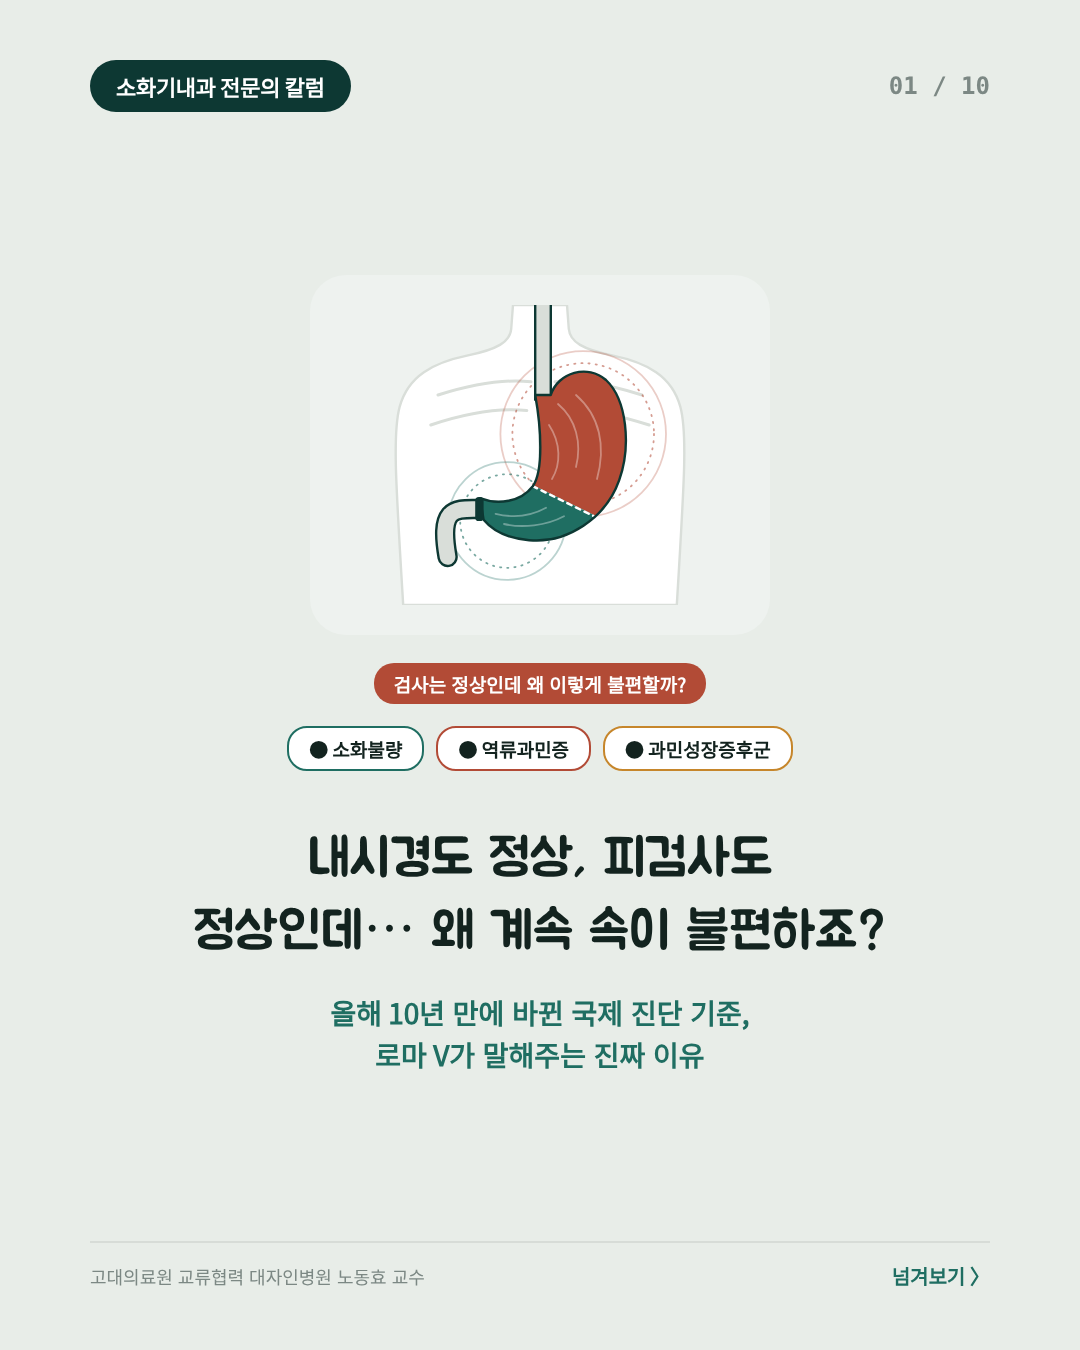 소화기내과 전문의 칼럼
01 / 10
검사는 정상인데 왜 이렇게 불편할까?
● 소화불량
● 역류과민증
● 과민성장증후군
내시경도 정상, 피검사도
정상인데… 왜 계속 속이 불편하죠?
올해 10년 만에 바뀐 국제 진단 기준,
로마 V가 말해주는 진짜 이유
고대의료원 교류협력 대자인병원 노동효 교수
넘겨보기 〉